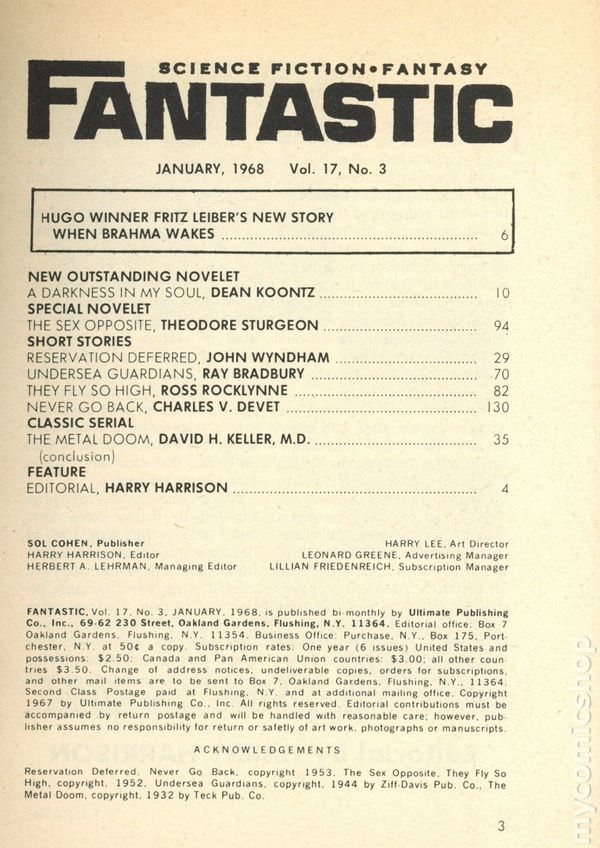 SCIENCE FICTION•FANTASY
FANTASTIC
JANUARY, 1968 Vol. 17, No. 3
HUGO WINNER FRITZ LEIBER'S NEW STORY
WHEN BRAHMA WAKES .......... 6
NEW OUTSTANDING NOVELET
A DARKNESS IN MY SOUL, DEAN KOONTZ .......... 10
SPECIAL NOVELET
THE SEX OPPOSITE, THEODORE STURGEON .......... 94
SHORT STORIES
RESERVATION DEFERRED, JOHN WYNDHAM .......... 29
UNDERSEA GUARDIANS, RAY BRADBURY .......... 70
THEY FLY SO HIGH, ROSS ROCKLYNNE .......... 82
NEVER GO BACK, CHARLES V. DEVET .......... 130
CLASSIC SERIAL
THE METAL DOOM, DAVID H. KELLER, M.D. .......... 35
(conclusion)
FEATURE
EDITORIAL, HARRY HARRISON .......... 4
SOL COHEN, Publisher
HARRY HARRISON, Editor
HERBERT A. LEHRMAN, Managing Editor
HARRY LEE, Art Director
LEONARD GREENE, Advertising Manager
LILLIAN FRIEDENREICH, Subscription Manager
FANTASTIC, Vol. 17, No. 3, JANUARY, 1968, is published bi-monthly by Ultimate Publishing
Co., Inc., 69-62 230 Street, Oakland Gardens, Flushing, N.Y. 11364. Editorial office: Box 7
Oakland Gardens, Flushing, N.Y. 11354. Business Office: Purchase, N.Y., Box 175, Port-
chester, N.Y. at 50¢ a copy. Subscription rates: One year (6 issues) United States and
possessions: $2.50; Canada and Pan American Union countries: $3.00; all other coun-
tries $3.50. Change of address notices, undeliverable copies, orders for subscriptions,
and other mail items are to be sent to Box 7, Oakland Gardens, Flushing, N.Y., 11364.
Second Class Postage paid at Flushing, N.Y. and at additional mailing office. Copyright
1967 by Ultimate Publishing Co., Inc. All rights reserved. Editorial contributions must be
accompanied by return postage and will be handled with reasonable care; however, pub-
lisher assumes no responsibility for return or safetly of art work, photographs or manuscripts.
ACKNOWLEDGEMENTS
Reservation Deferred, Never Go Back, copyright 1953, The Sex Opposite, They Fly So
High, copyright, 1952, Undersea Guardians, copyright, 1944 by Ziff-Davis Pub. Co., The
Metal Doom, copyright, 1932 by Teck Pub. Co.
3
mycomicshop